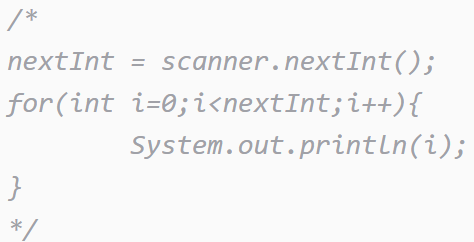 /*
nextInt = scanner.nextInt();
for(int i=0;i<nextInt;i++){
        System.out.println(i);
}
*/